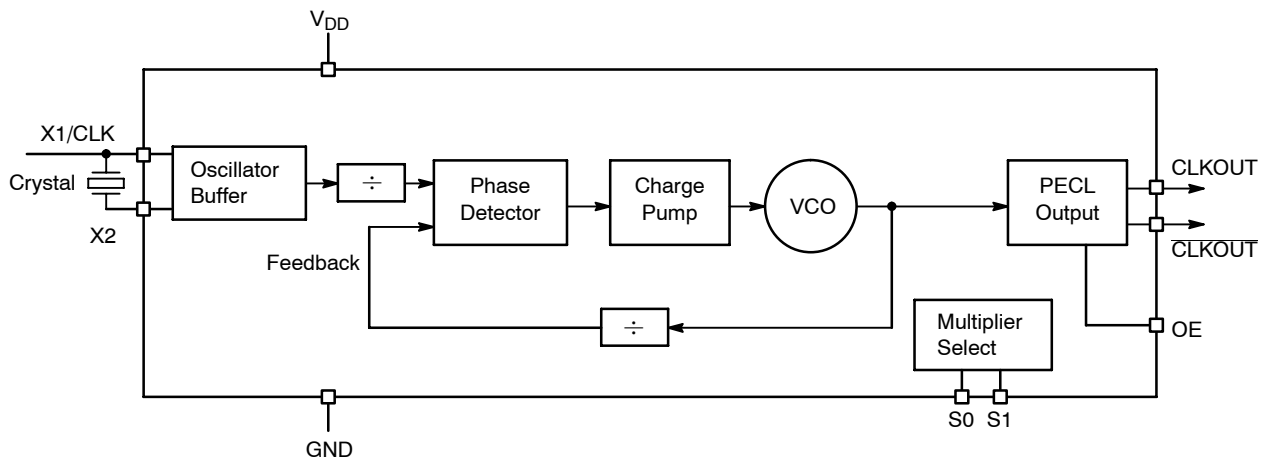 VDD
X1/CLK
Crystal
X2
Oscillator
Buffer
÷
Phase
Detector
Charge
Pump
VCO
PECL
Output
CLKOUT
CLKOUT
Feedback
÷
Multiplier
Select
OE
S0
S1
GND